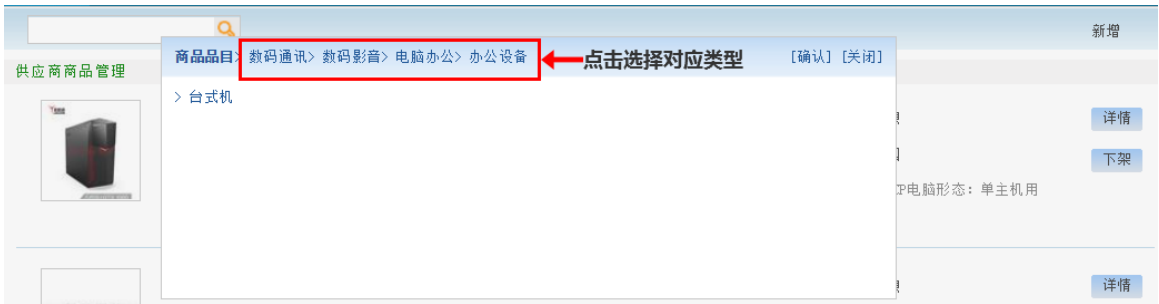 新增
商品品目> 数码通讯> 数码影音> 电脑办公> 办公设备
点击选择对应类型
[确认] [关闭]
供应商商品管理
> 台式机
详情
下架
电脑形态: 单主机用
详情